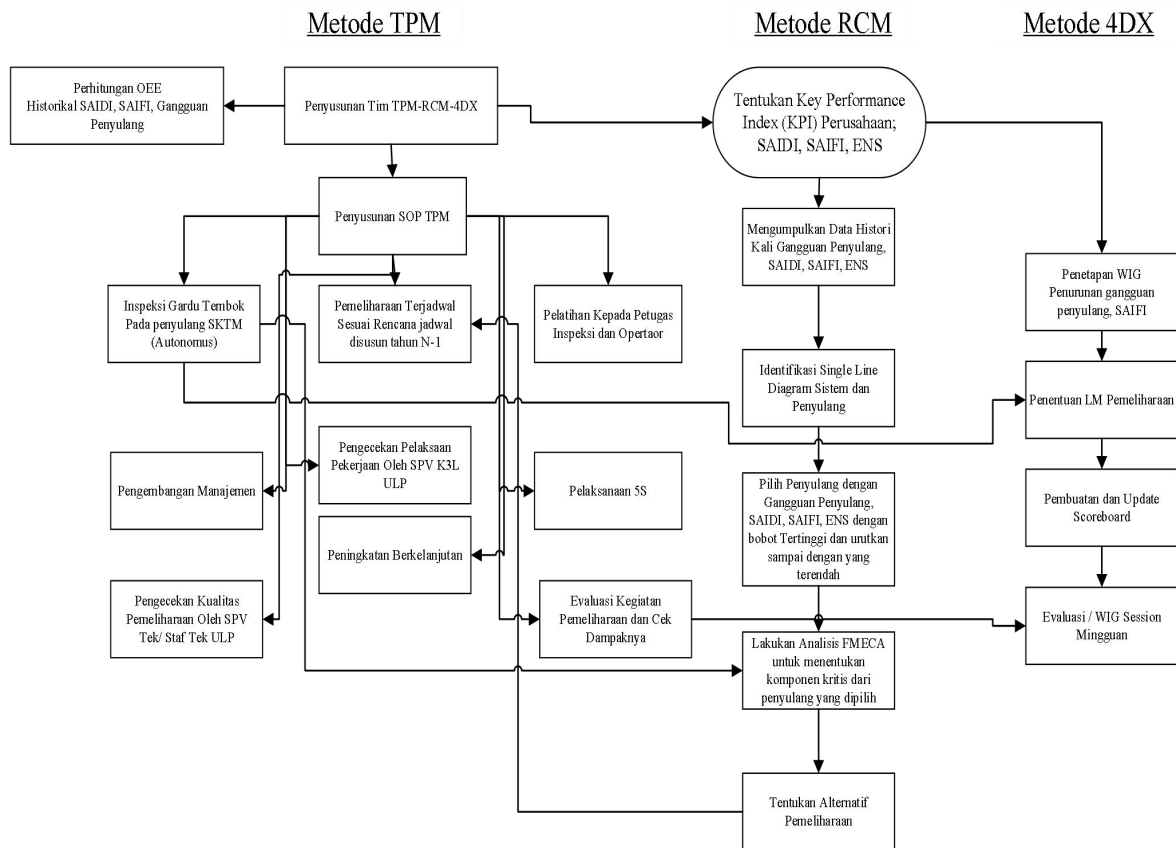 Metode TPM
Metode RCM
Metode 4DX
Perhitungan OEE
Historikal SAIDI, SAIFI, Gangguan
Penyulang
Penyusunan Tim TPM-RCM-4DX
Tentukan Key Performance
Index (KPI) Perusahaan;
SAIDI, SAIFI, ENS
Penyusunan SOP TPM
Mengumpulkan Data Histori
Kali Gangguan Penyulang,
SAIDI, SAIFI, ENS
Penetapan WIG
Penurunan gangguan
penyulang, SAIFI
Inspeksi Gardu Tembok
Pada penyulang SKTM
(Autonomus)
Pemeliharaan Terjadwal
Sesuai Rencana jadwal
disusun tahun N-1
Pelatihan Kepada Petugas
Inspeksi dan Opertaor
Identifikasi Single Line
Diagram Sistem dan
Penyulang
Penentuan LM Pemeliharaan
Pengembangan Manajemen
Pengecekan Pelaksaan
Pekerjaan Oleh SPV K3L
ULP
Pelaksanaan 5S
Pilih Penyulang dengan
Gangguan Penyulang,
SAIDI, SAIFI, ENS dengan
bobot Tertinggi dan urutkan
sampai dengan yang
terendah
Pembuatan dan Update
Scoreboard
Peningkatan Berkelanjutan
Pengecekan Kualitas
Pemeliharaan Oleh SPV
Tek/ Staf Tek ULP
Evaluasi Kegiatan
Pemeliharaan dan Cek
Dampaknya
Evaluasi / WIG Session
Mingguan
Lakukan Analisis FMECA
untuk menentukan
komponen kritis dari
penyulang yang dipilih
Tentukan Alternatif
Pemeliharaan